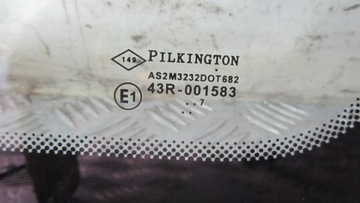 149 PILKINGTON
AS2M3232DOT682
E1 43R-001583
..7
..